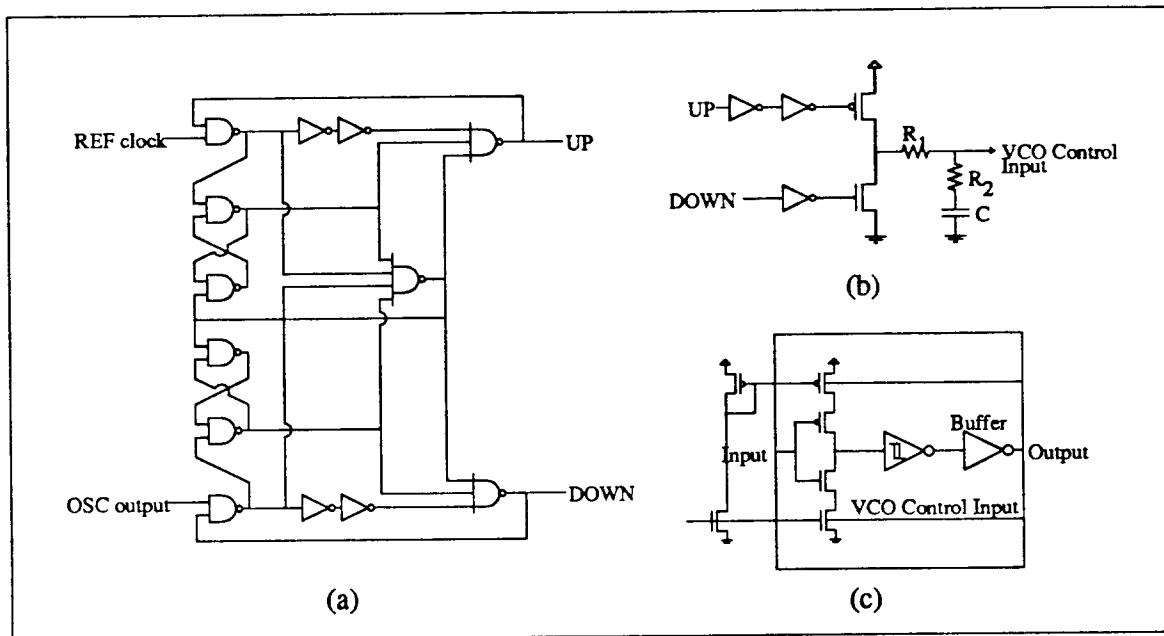 REF clock
UP
OSC output
DOWN
(a)
UP
DOWN
R1
R2
C
VCO Control
Input
(b)
Input
Buffer
Output
VCO Control Input
(c)